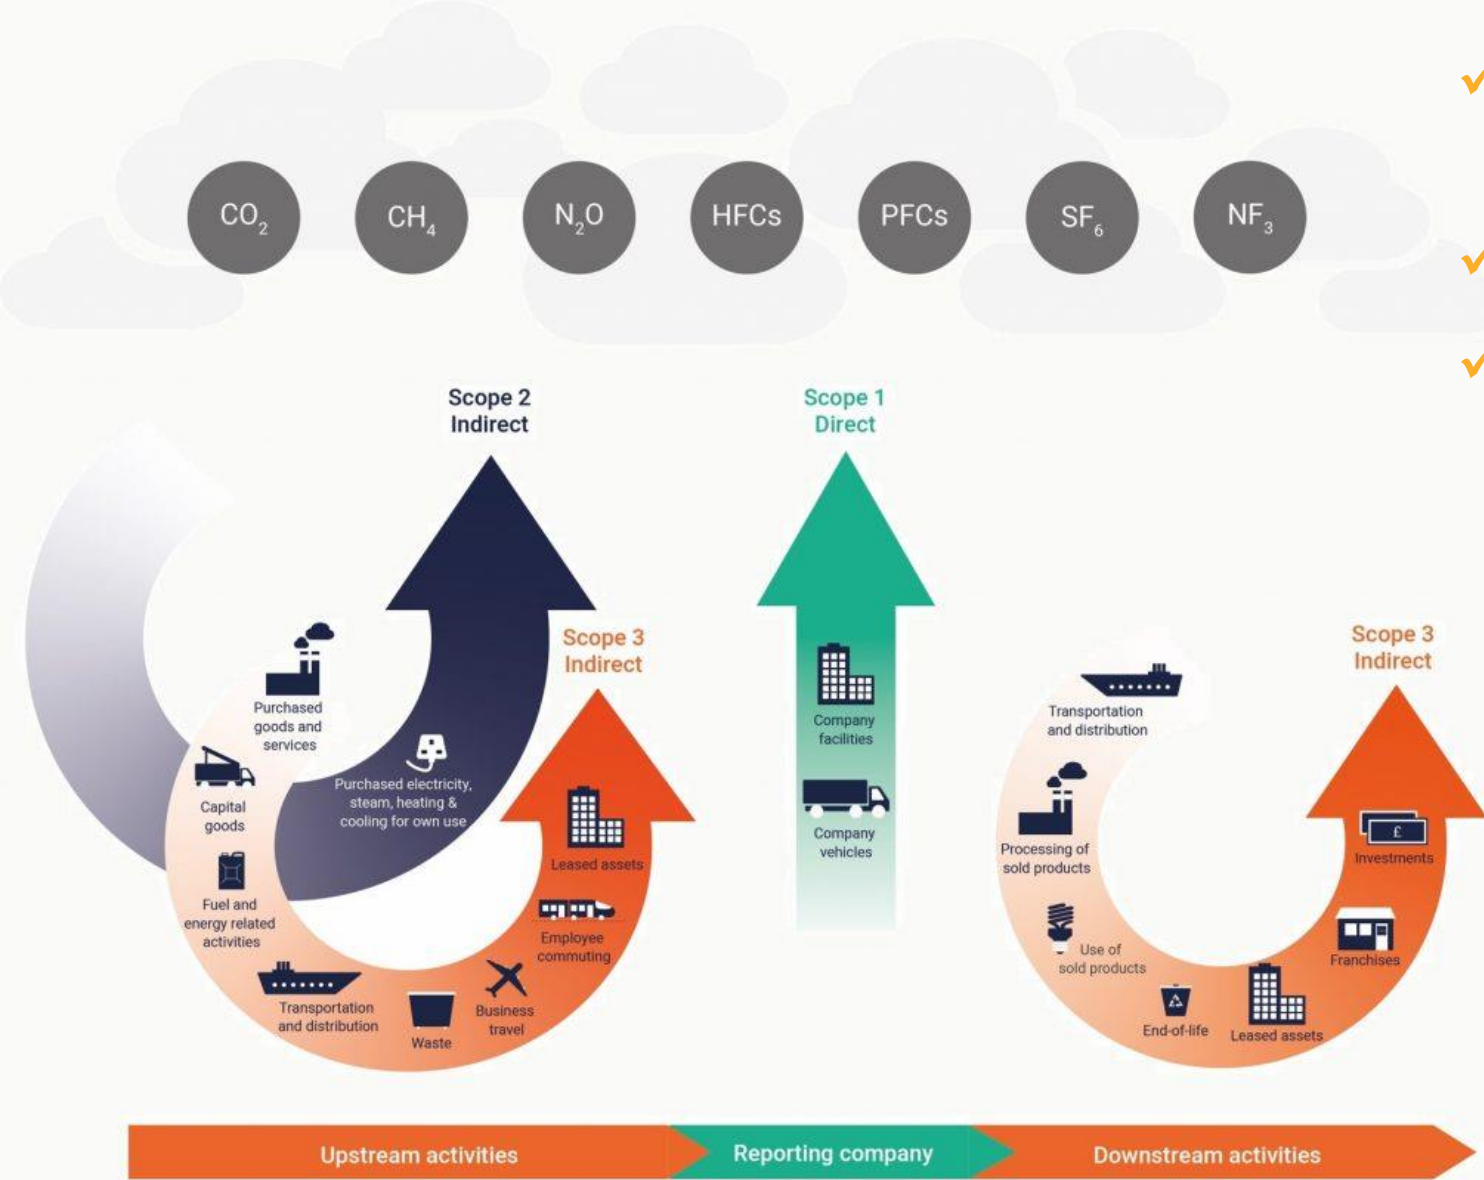 CO2
CH4
N2O
HFCs
PFCs
SF6
NF3
Scope 2
Indirect
Scope 1
Direct
Scope 3
Indirect
Scope 3
Indirect
Purchased
goods and
services
Capital
goods
Fuel and
energy related
activities
Transportation
and distribution
Waste
Business
travel
Employee
commuting
Leased assets
Purchased electricity,
steam, heating &
cooling for own use
Company
facilities
Company
vehicles
Transportation
and distribution
Processing of
sold products
Use of
sold products
End-of-life
Leased assets
Franchises
£
Investments
Upstream activities
Reporting company
Downstream activities